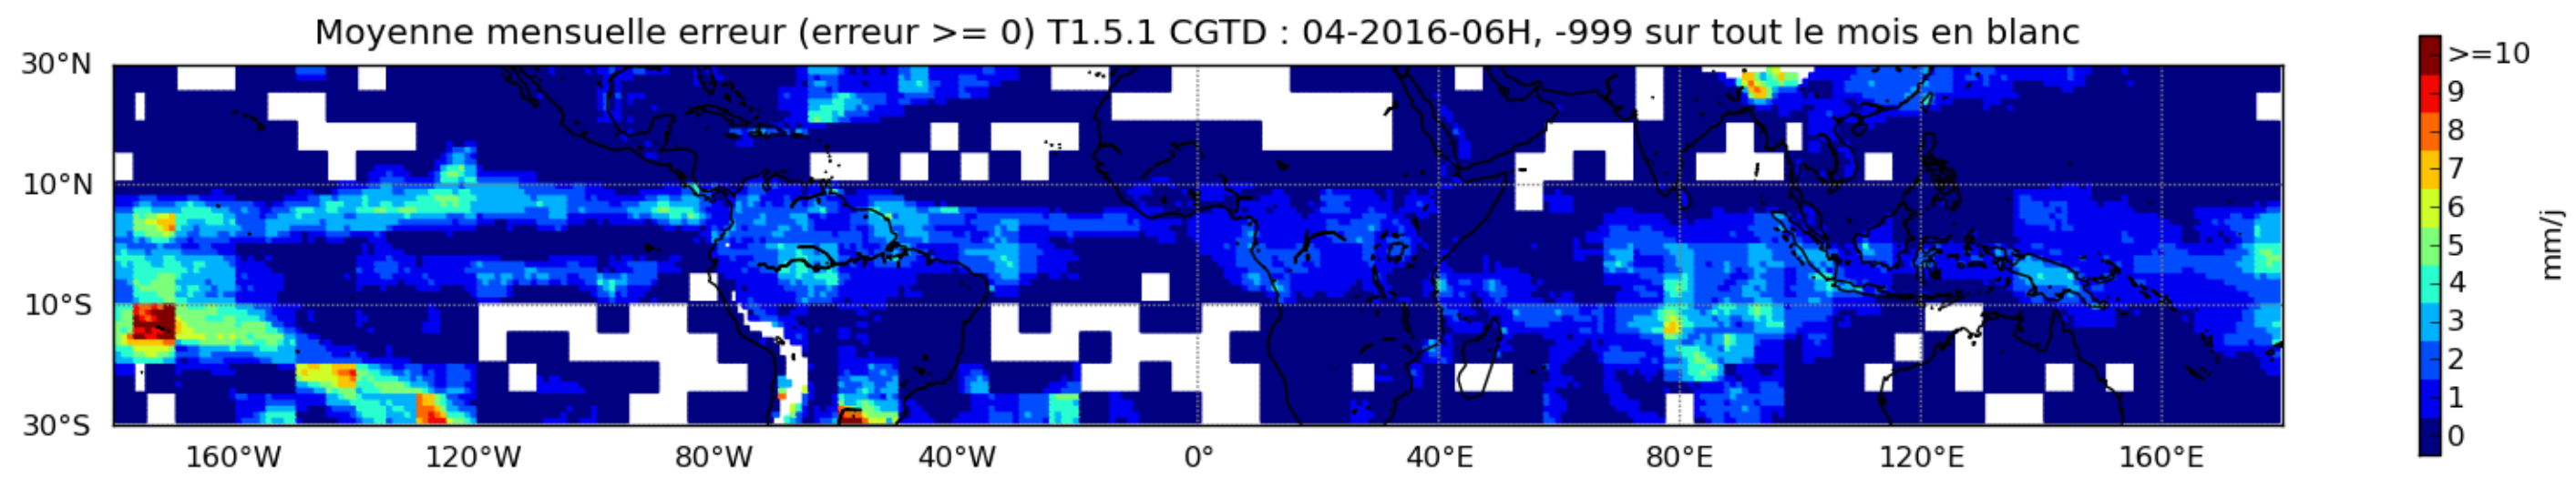 Moyenne mensuelle erreur (erreur >= 0) T1.5.1 CGTD : 04-2016-06H, -999 sur tout le mois en blanc
30°N
10°N
10°S
30°S
160°W 120°W 80°W 40°W 0° 40°E 80°E 120°E 160°E
>=10
9
8
7
6
5
4
3
2
1
0
mm/j